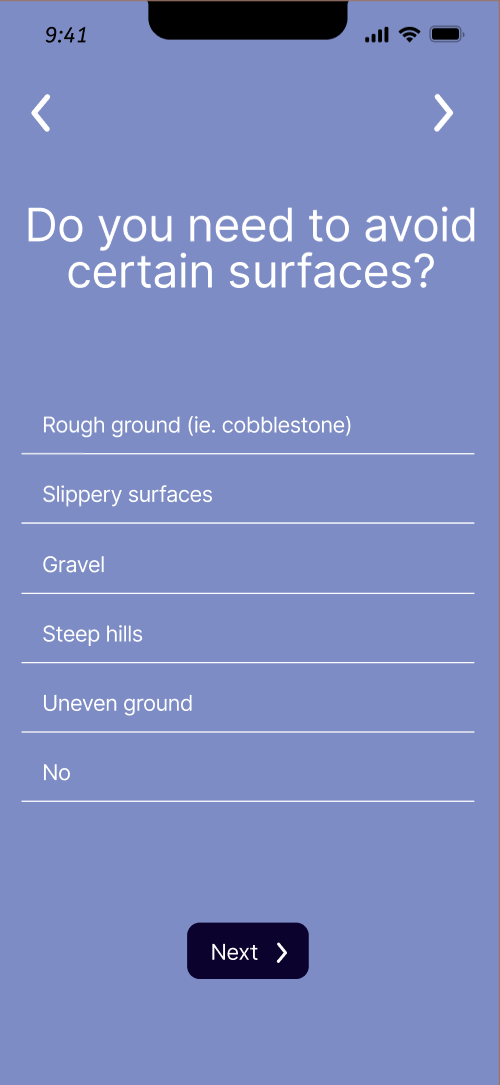 9:41
Do you need to avoid
certain surfaces?
Rough ground (ie. cobblestone)
Slippery surfaces
Gravel
Steep hills
Uneven ground
No
Next